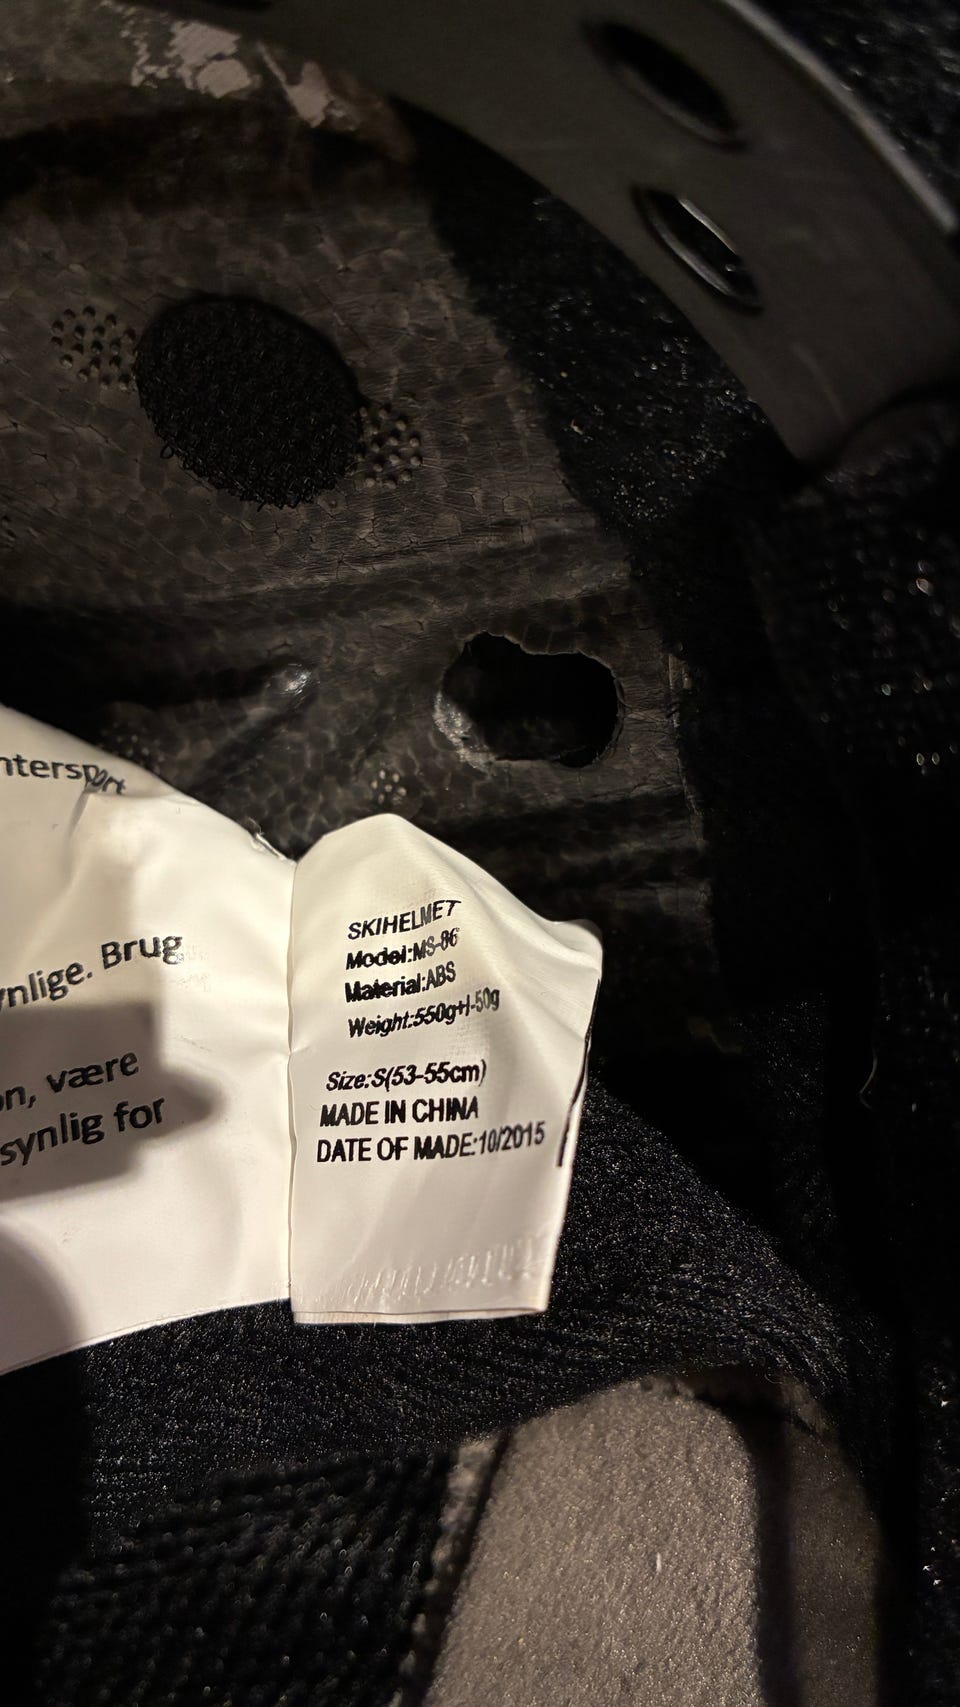 ntersport
ynlige. Brug
on, være
synlig for
SKIHELMET
Model:MS-86
Material:ABS
Weight:550g+/-50g
Size:S(53-55cm)
MADE IN CHINA
DATE OF MADE:10/2015